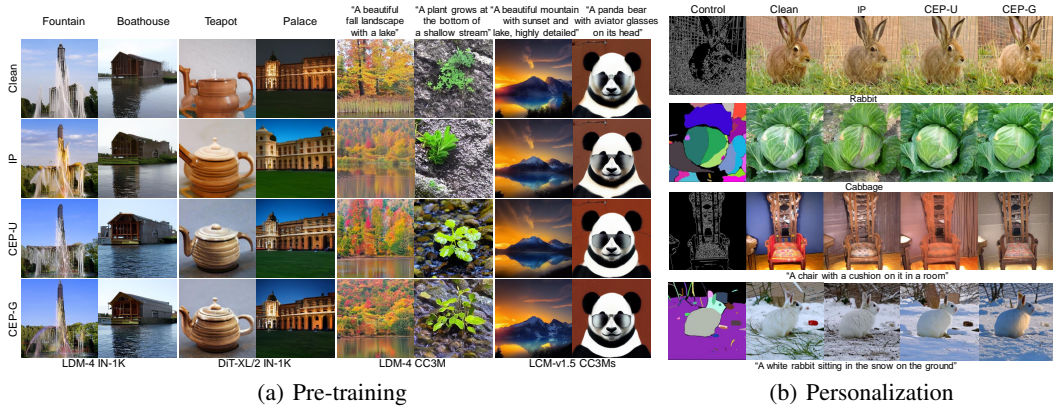 Fountain Boathouse Teapot Palace
“A beautiful fall landscape with a lake”
“A plant grows at the bottom of a shallow stream”
“A beautiful mountain with sunset and lake, highly detailed”
“A panda bear with aviator glasses on its head”
Clean
IP
CEP-U
CEP-G
LDM-4 IN-1K DiT-XL/2 IN-1K LDM-4 CC3M LCM-v1.5 CC3Ms
(a) Pre-training
Control Clean IP CEP-U CEP-G
Rabbit
Cabbage
“A chair with a cushion on it in a room”
“A white rabbit sitting in the snow on the ground”
(b) Personalization